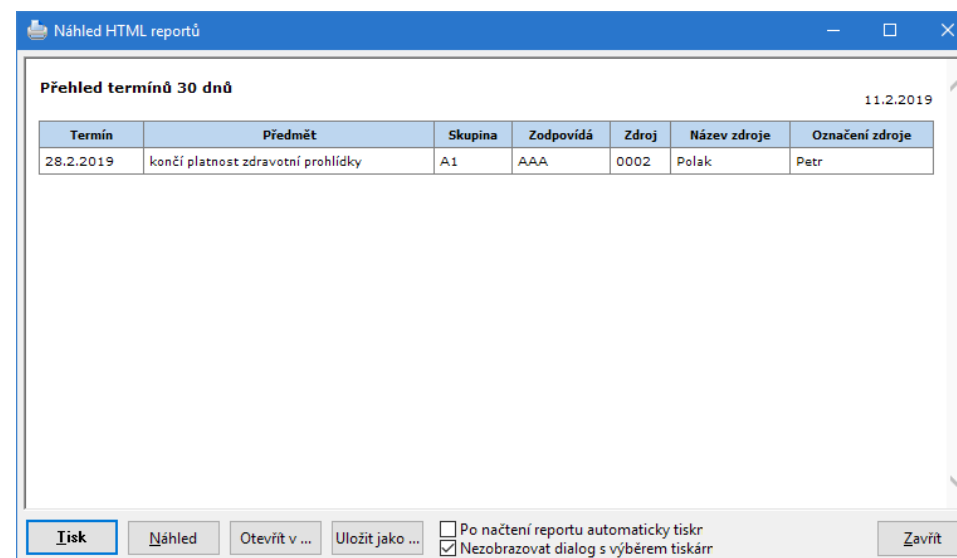 Náhled HTML reportů
Přehled termínů 30 dnů
11.2.2019
Termín Předmět Skupina Zodpovídá Zdroj Název zdroje Označení zdroje
28.2.2019 končí platnost zdravotní prohlídky A1 AAA 0002 Polak Petr
Tisk Náhled Otevřít v ... Uložit jako ... Po načtení reportu automaticky tiskr Zavřít
Nezobrazovat dialog s výběrem tiskárr